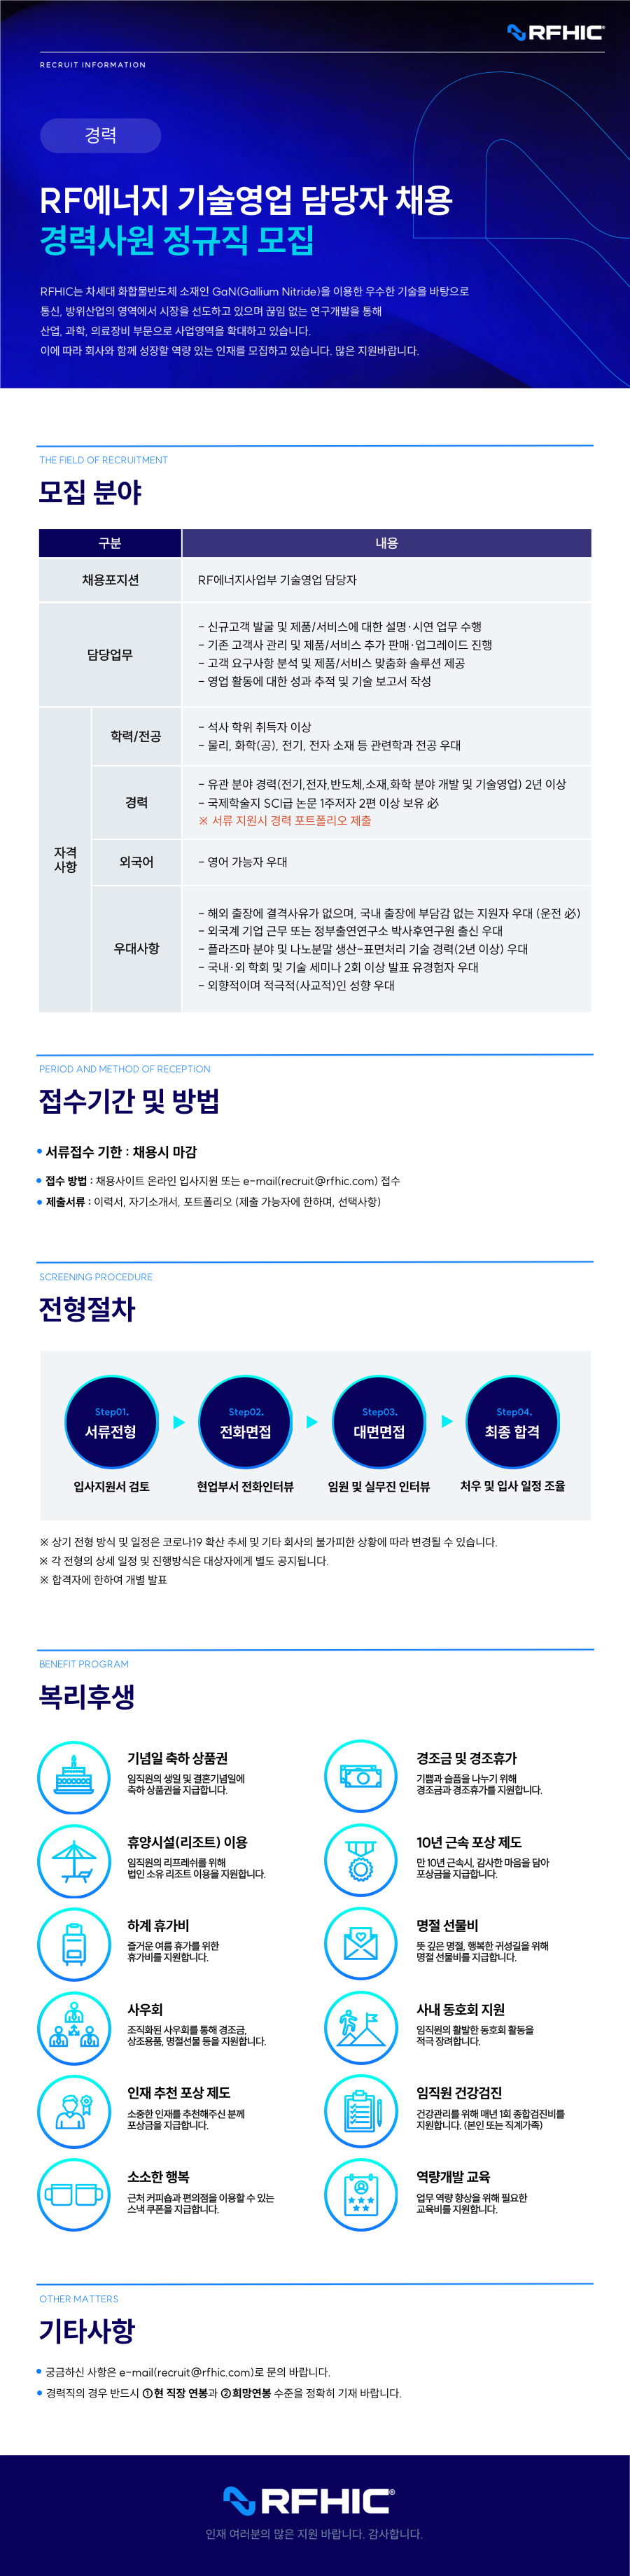 RFHIC®
RECRUIT INFORMATION
경력
RF에너지 기술영업 담당자 채용
경력사원 정규직 모집
RFHIC는 차세대 화합물반도체 소재인 GaN(Gallium Nitride)을 이용한 우수한 기술을 바탕으로
통신, 방위산업의 영역에서 시장을 선도하고 있으며 끊임 없는 연구개발을 통해
산업, 과학, 의료장비 부문으로 사업영역을 확대하고 있습니다.
이에 따라 회사와 함께 성장할 역량 있는 인재를 모집하고 있습니다. 많은 지원바랍니다.
THE FIELD OF RECRUITMENT
모집 분야
구분
내용
채용포지션
RF에너지사업부 기술영업 담당자
담당업무
- 신규고객 발굴 및 제품/서비스에 대한 설명·시연 업무 수행
- 기존 고객사 관리 및 제품/서비스 추가 판매·업그레이드 진행
- 고객 요구사항 분석 및 제품/서비스 맞춤화 솔루션 제공
- 영업 활동에 대한 성과 추적 및 기술 보고서 작성
자격
사항
학력/전공
- 석사 학위 취득자 이상
- 물리, 화학(공), 전기, 전자 소재 등 관련학과 전공 우대
경력
- 유관 분야 경력(전기,전자,반도체,소재,화학 분야 개발 및 기술영업) 2년 이상
- 국제학술지 SCI급 논문 1주저자 2편 이상 보유 必
※ 서류 지원시 경력 포트폴리오 제출
외국어
- 영어 가능자 우대
우대사항
- 해외 출장에 결격사유가 없으며, 국내 출장에 부담감 없는 지원자 우대 (운전 必)
- 외국계 기업 근무 또는 정부출연연구소 박사후연구원 출신 우대
- 플라즈마 분야 및 나노분말 생산-표면처리 기술 경력(2년 이상) 우대
- 국내·외 학회 및 기술 세미나 2회 이상 발표 유경험자 우대
- 외향적이며 적극적(사교적)인 성향 우대
PERIOD AND METHOD OF RECEPTION
접수기간 및 방법
• 서류접수 기한 : 채용시 마감
• 접수 방법 : 채용사이트 온라인 입사지원 또는 e-mail(recruit@rfhic.com) 접수
• 제출서류 : 이력서, 자기소개서, 포트폴리오 (제출 가능자에 한하며, 선택사항)
SCREENING PROCEDURE
전형절차
Step01.
서류전형
입사지원서 검토
Step02.
전화면접
현업부서 전화인터뷰
Step03.
대면면접
임원 및 실무진 인터뷰
Step04.
최종 합격
처우 및 입사 일정 조율
※ 상기 전형 방식 및 일정은 코로나19 확산 추세 및 기타 회사의 불가피한 상황에 따라 변경될 수 있습니다.
※ 각 전형의 상세 일정 및 진행방식은 대상자에게 별도 공지됩니다.
※ 합격자에 한하여 개별 발표
BENEFIT PROGRAM
복리후생
기념일 축하 상품권
임직원의 생일 및 결혼기념일에
축하 상품권을 지급합니다.
경조금 및 경조휴가
기쁨과 슬픔을 나누기 위해
경조금과 경조휴가를 지원합니다.
휴양시설(리조트) 이용
임직원의 리프레쉬를 위해
법인 소유 리조트 이용을 지원합니다.
10년 근속 포상 제도
만 10년 근속시, 감사한 마음을 담아
포상금을 지급합니다.
하계 휴가비
즐거운 여름 휴가를 위한
휴가비를 지원합니다.
명절 선물비
뜻 깊은 명절, 행복한 귀성길을 위해
명절 선물비를 지급합니다.
사우회
조직화된 사우회를 통해 경조금,
상조용품, 명절선물 등을 지원합니다.
사내 동호회 지원
임직원의 활발한 동호회 활동을
적극 장려합니다.
인재 추천 포상 제도
소중한 인재를 추천해주신 분께
포상금을 지급합니다.
임직원 건강검진
건강관리를 위해 매년 1회 종합검진비를
지원합니다. (본인 또는 직계가족)
소소한 행복
근처 커피숍과 편의점을 이용할 수 있는
스낵 쿠폰을 지급합니다.
역량개발 교육
업무 역량 향상을 위해 필요한
교육비를 지원합니다.
OTHER MATTERS
기타사항
• 궁금하신 사항은 e-mail(recruit@rfhic.com)로 문의 바랍니다.
• 경력직의 경우 반드시 ①현 직장 연봉과 ②희망연봉 수준을 정확히 기재 바랍니다.
RFHIC®
인재 여러분의 많은 지원 바랍니다. 감사합니다.